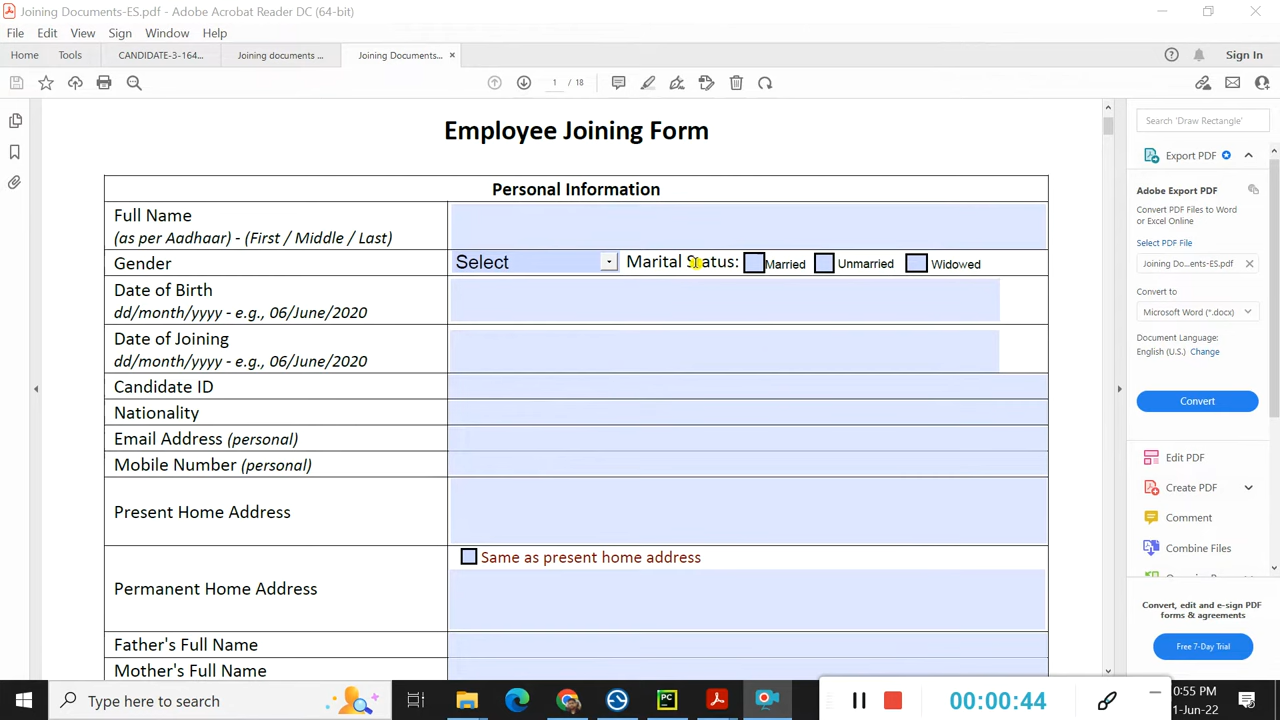 Joining Documents-ES.pdf - Adobe Acrobat Reader DC (64-bit)
File Edit View Sign Window Help
Home Tools CANDIDATE-3-164... Joining documents ... Joining Documents... Sign In
1 / 18
Employee Joining Form
Personal Information
Full Name
(as per Aadhaar) - (First / Middle / Last)
Gender Select Marital Status: Married Unmarried Widowed
Date of Birth
dd/month/yyyy - e.g., 06/June/2020
Date of Joining
dd/month/yyyy - e.g., 06/June/2020
Candidate ID
Nationality
Email Address (personal)
Mobile Number (personal)
Present Home Address
Same as present home address
Permanent Home Address
Father's Full Name
Mother's Full Name
Search 'Draw Rectangle'
Export PDF
Adobe Export PDF
Convert PDF Files to Word
or Excel Online
Select PDF File
Joining Do...ents-ES.pdf
Convert to
Microsoft Word (*.docx)
Document Language:
English (U.S.) Change
Convert
Edit PDF
Create PDF
Comment
Combine Files
Convert, edit and e-sign PDF
forms & agreements
Free 7-Day Trial
Type here to search
PC
00:00:44
0:55 PM
1-Jun-22